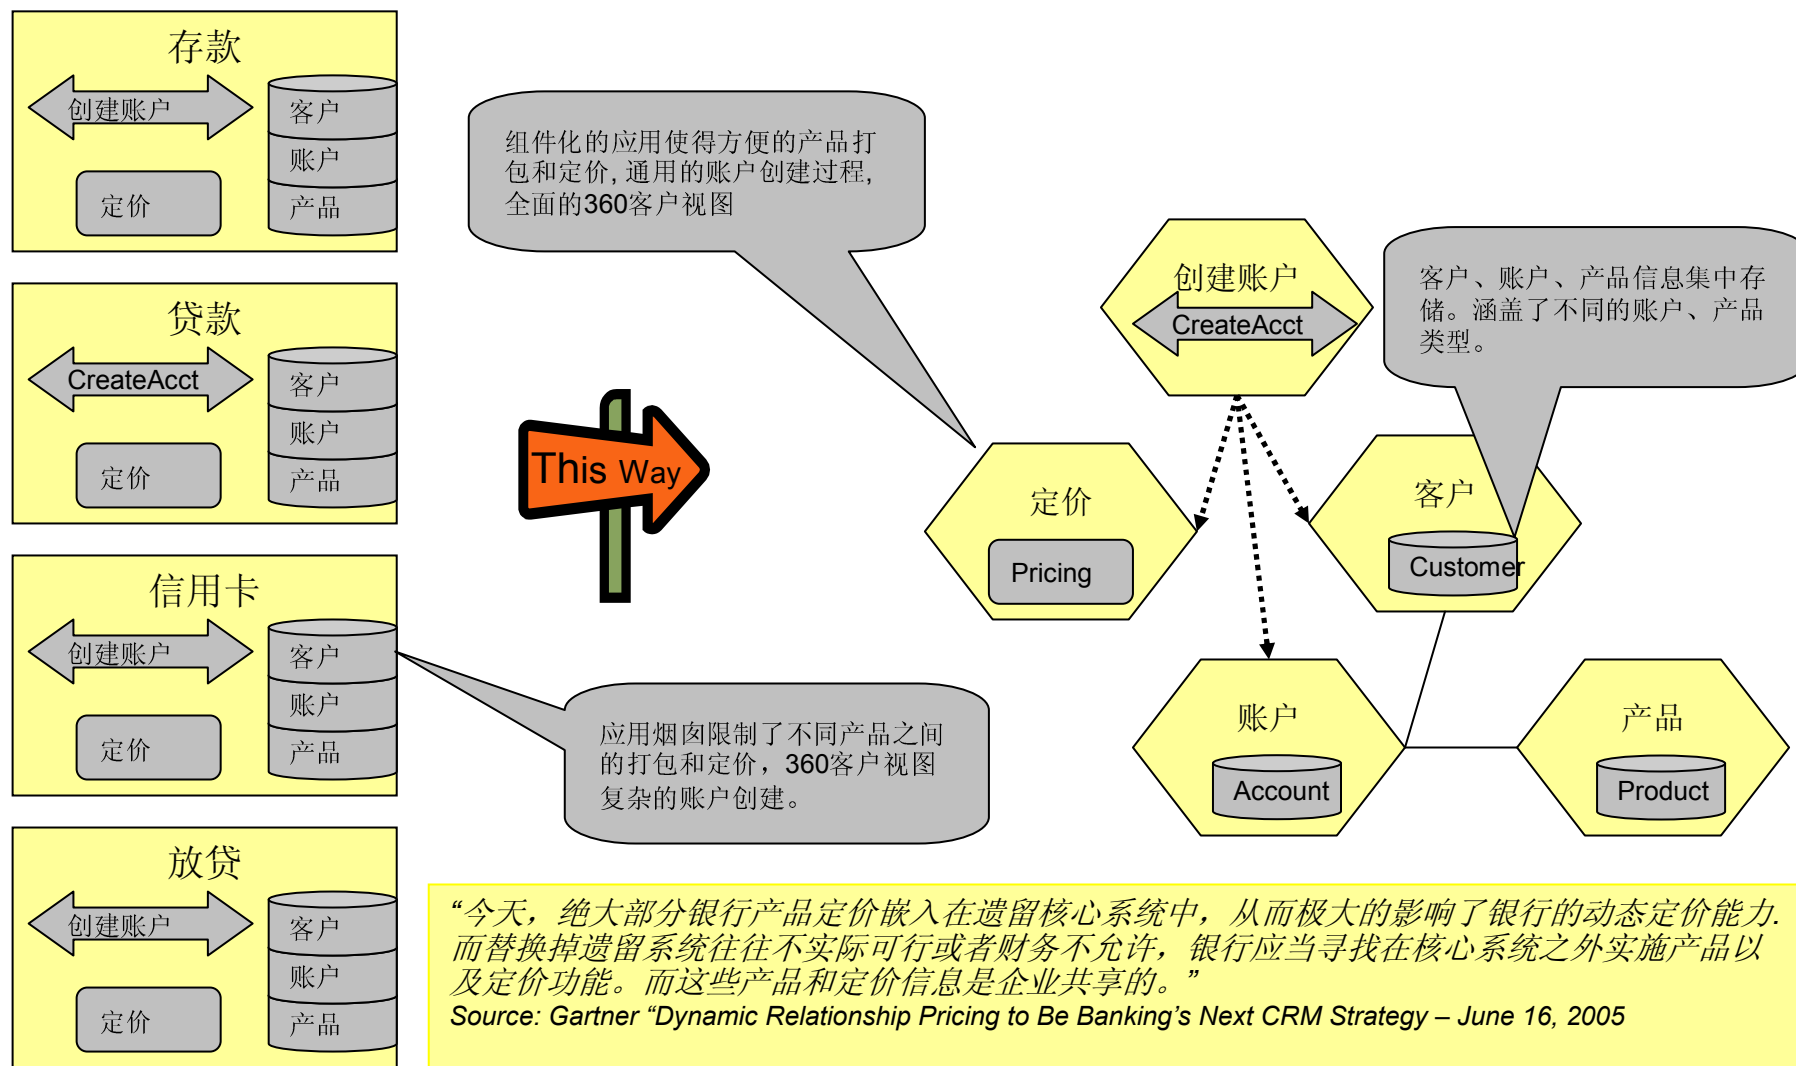 存款
创建账户
客户
账户
产品
定价
贷款
CreateAcct
客户
账户
产品
定价
信用卡
创建账户
客户
账户
产品
定价
放贷
创建账户
客户
账户
产品
定价
组件化的应用使得方便的产品打
包和定价, 通用的账户创建过程,
全面的360客户视图
This Way
应用烟囱限制了不同产品之间
的打包和定价，360客户视图
复杂的账户创建。
创建账户
CreateAcct
客户、账户、产品信息集中存
储。涵盖了不同的账户、产品
类型。
定价
Pricing
客户
Customer
账户
Account
产品
Product
“今天，绝大部分银行产品定价嵌入在遗留核心系统中，从而极大的影响了银行的动态定价能力.
而替换掉遗留系统往往不实际可行或者财务不允许，银行应当寻找在核心系统之外实施产品以
及定价功能。而这些产品和定价信息是企业共享的。”
Source: Gartner “Dynamic Relationship Pricing to Be Banking’s Next CRM Strategy – June 16, 2005